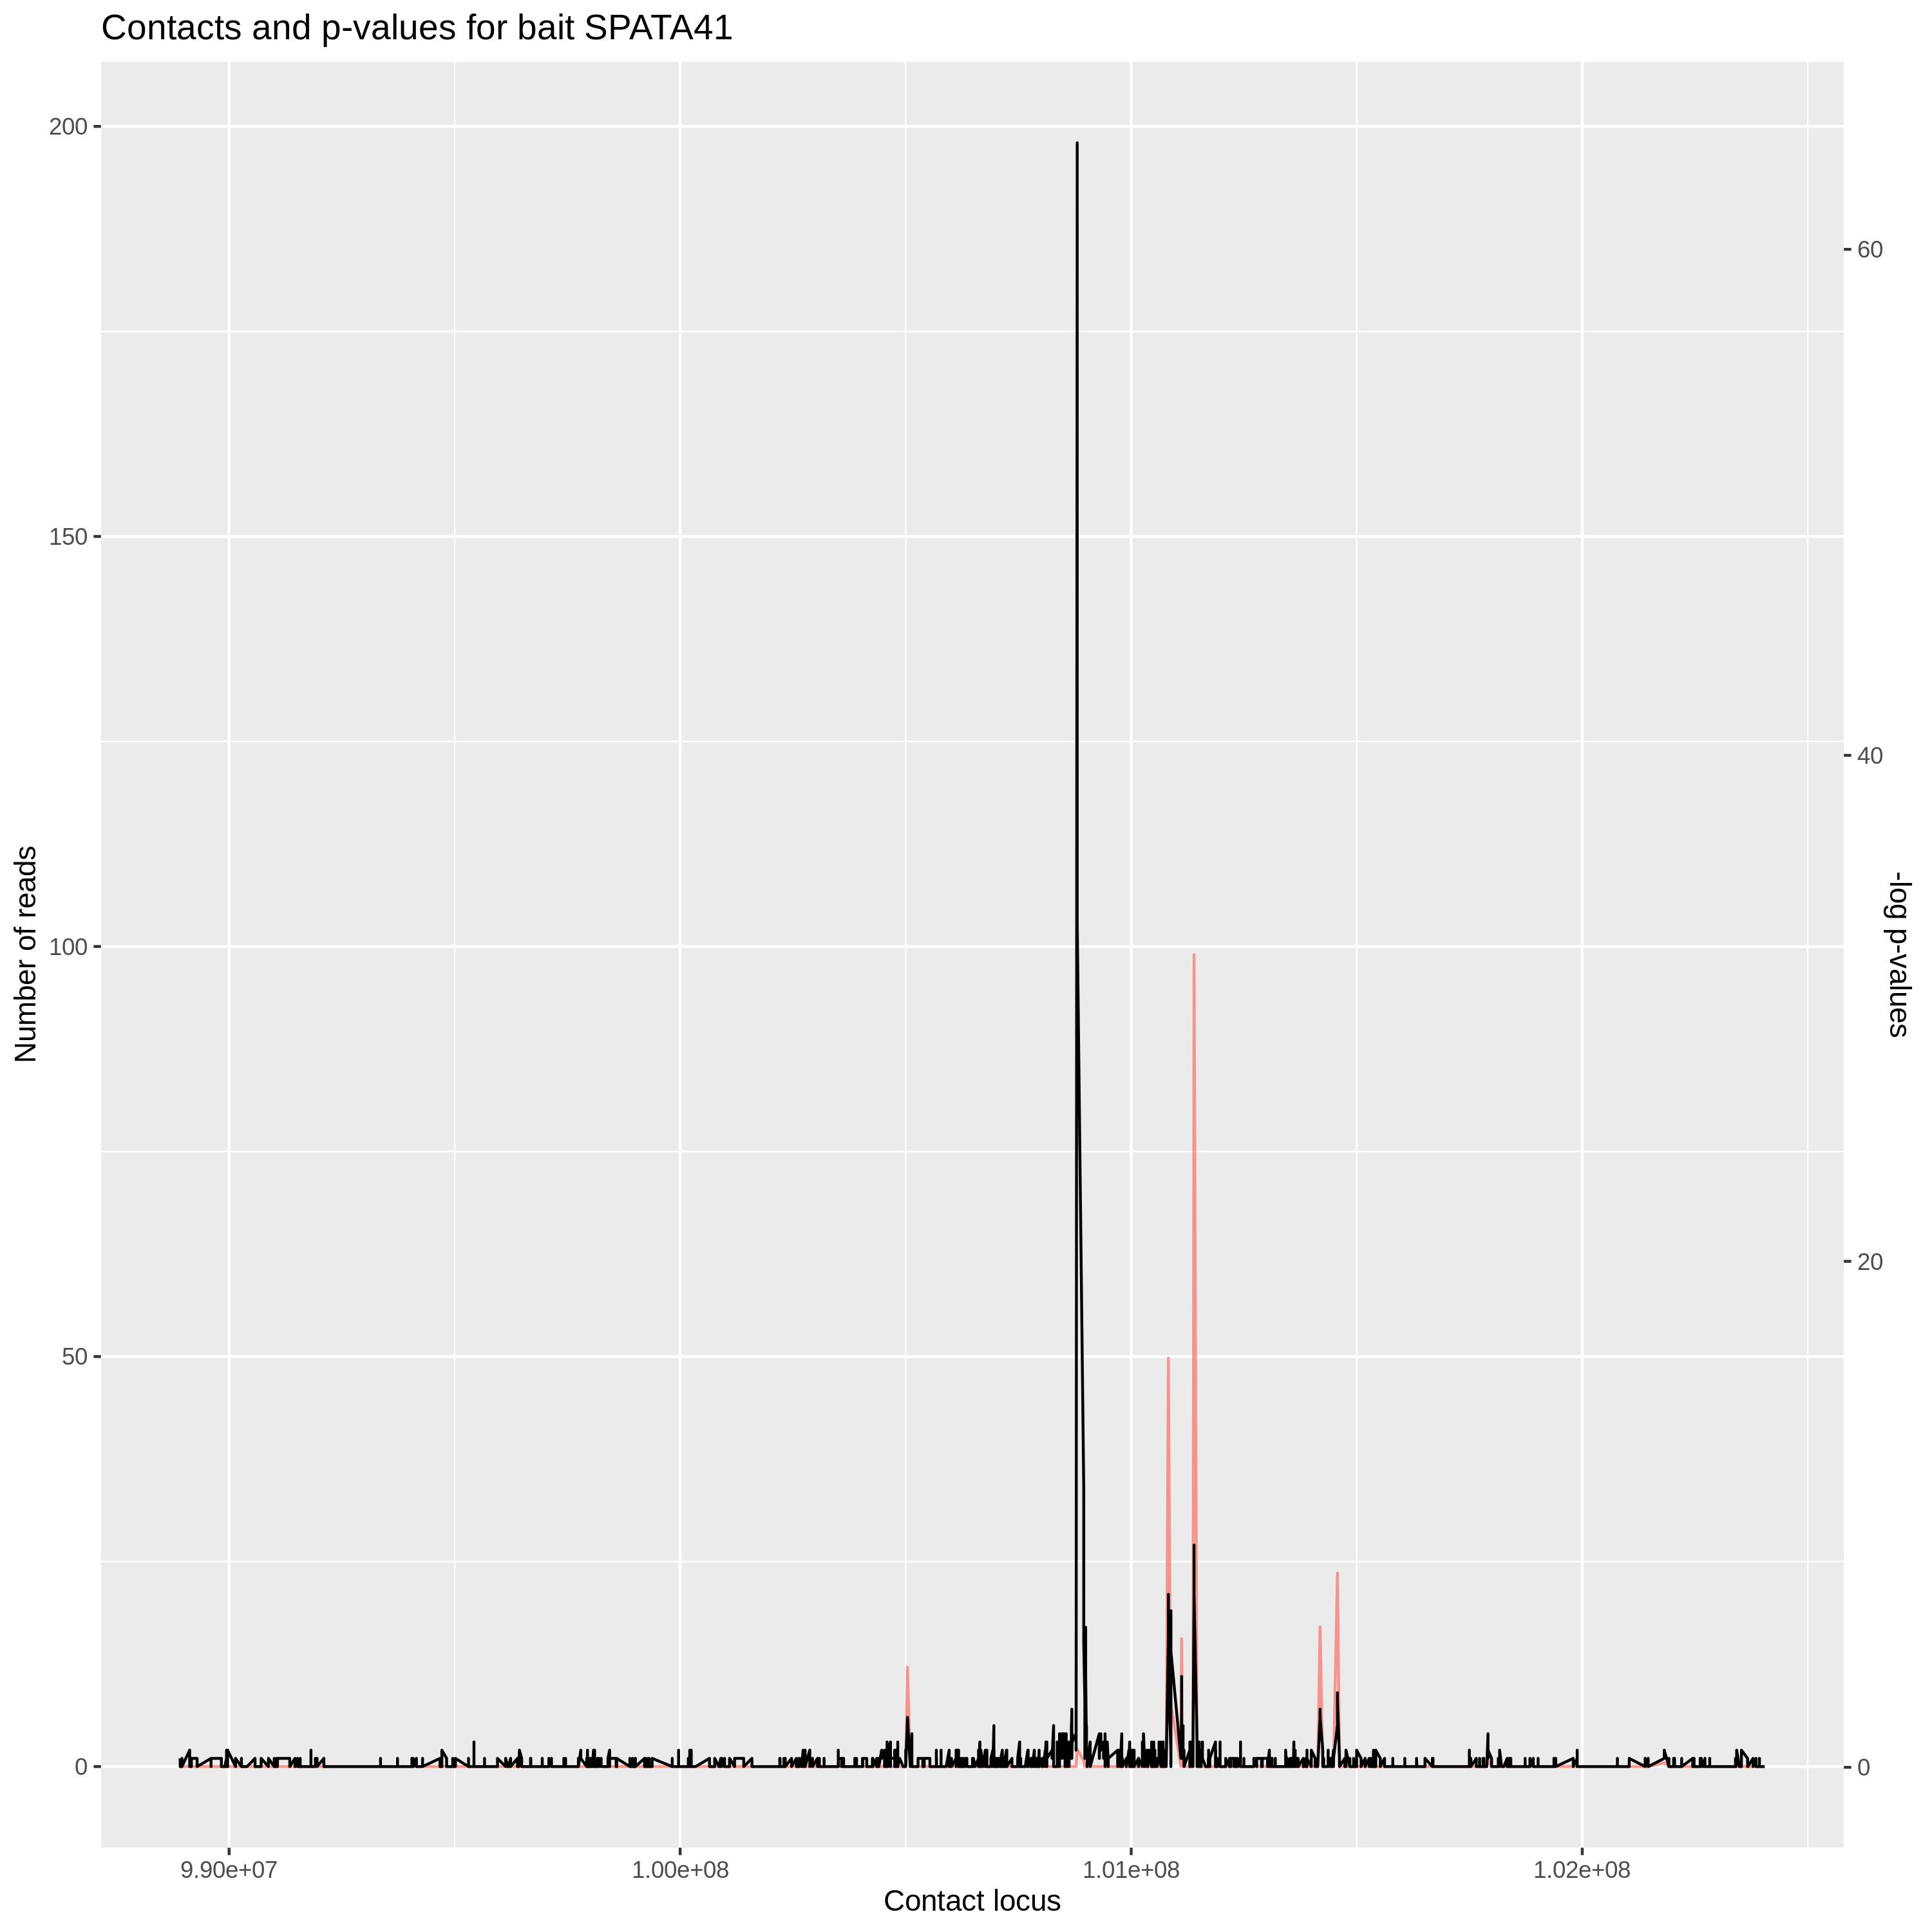 Contacts and p-values for bait SPATA41
200
150
100
50
0
Number of reads
60
40
20
0
-log p-values
9.90e+07
1.00e+08
1.01e+08
1.02e+08
Contact locus